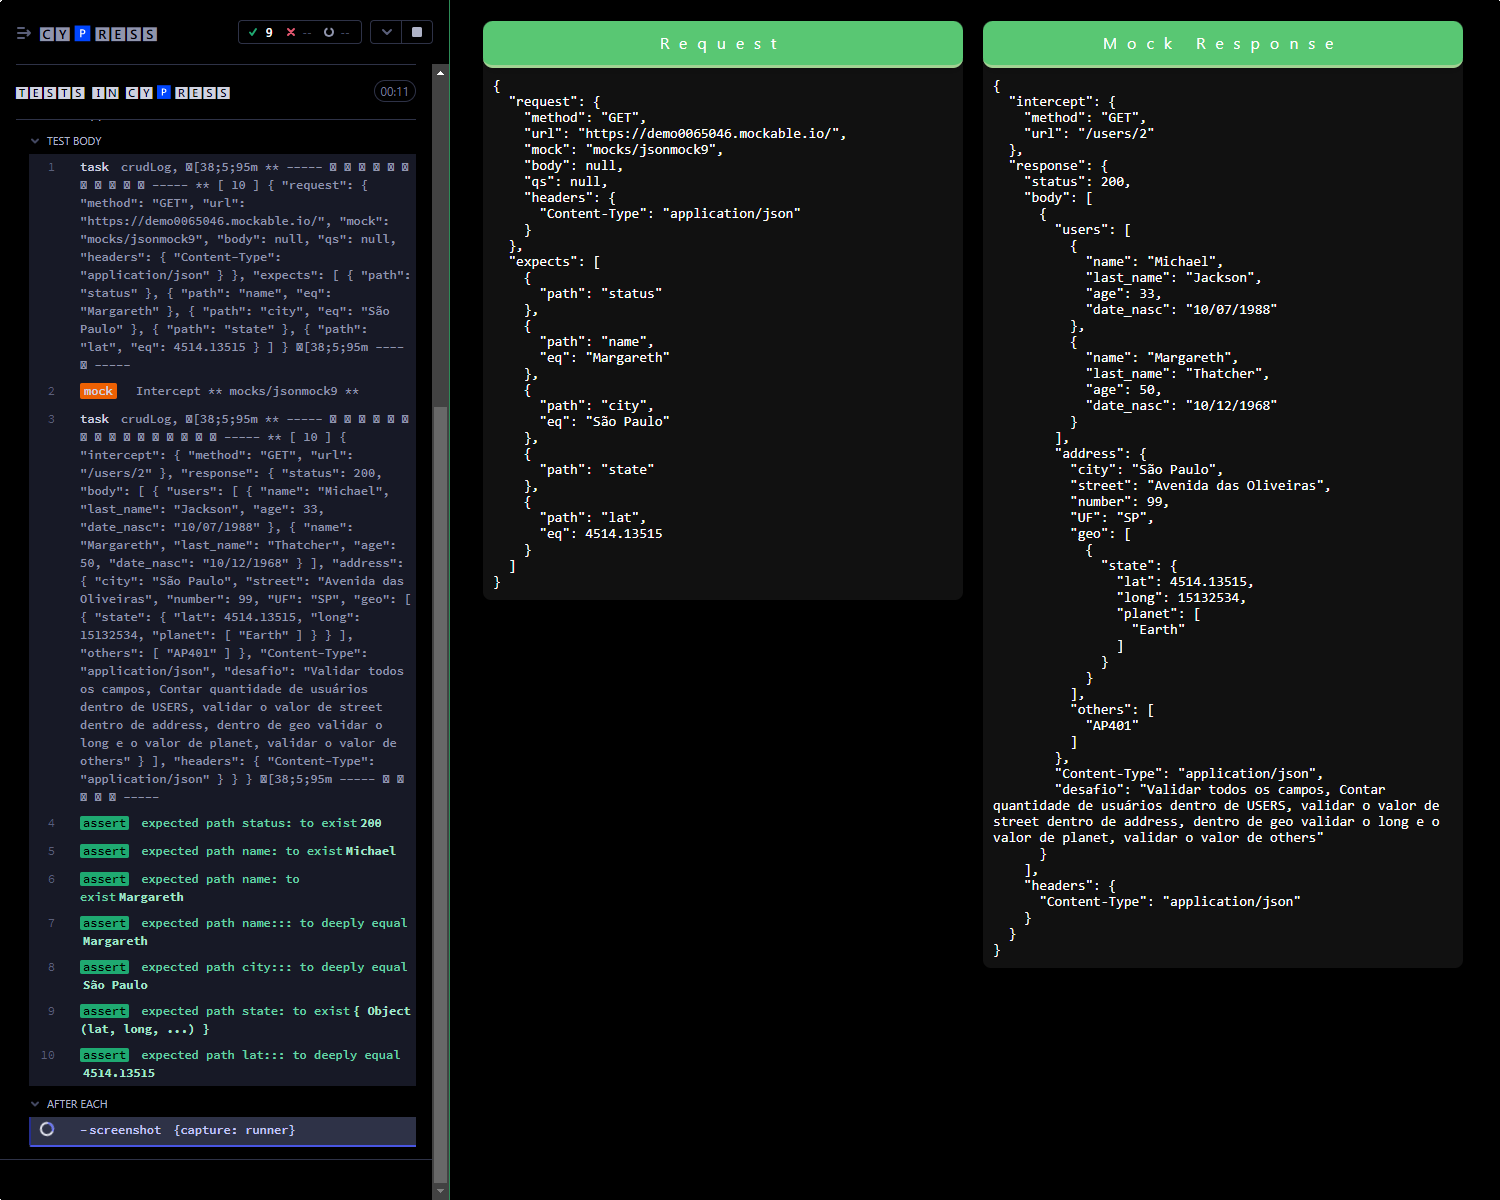 CYPRESS
9 -- --
TESTS IN CYPRESS
00:11
TEST BODY
1 task crudLog, [38;5;95m ** -----
----- ** [ 10 ] { "request": {
"method": "GET", "url":
"https://demo0065046.mockable.io/", "mock":
"mocks/jsonmock9", "body": null, "qs": null,
"headers": { "Content-Type":
"application/json" } }, "expects": [ { "path":
"status" }, { "path": "name", "eq":
"Margareth" }, { "path": "city", "eq": "São
Paulo" }, { "path": "state" }, { "path":
"lat", "eq": 4514.13515 } ] } [38;5;95m ----
-----
2 mock Intercept ** mocks/jsonmock9 **
3 task crudLog, [38;5;95m ** -----
----- ** [ 10 ] {
"intercept": { "method": "GET", "url":
"/users/2" }, "response": { "status": 200,
"body": [ { "users": [ { "name": "Michael",
"last_name": "Jackson", "age": 33,
"date_nasc": "10/07/1988" }, { "name":
"Margareth", "last_name": "Thatcher", "age":
50, "date_nasc": "10/12/1968" } ], "address":
{ "city": "São Paulo", "street": "Avenida das
Oliveiras", "number": 99, "UF": "SP", "geo": [
{ "state": { "lat": 4514.13515, "long":
15132534, "planet": [ "Earth" ] } } ],
"others": [ "AP401" ] }, "Content-Type":
"application/json", "desafio": "Validar todos
os campos, Contar quantidade de usuários
dentro de USERS, validar o valor de street
dentro de address, dentro de geo validar o
long e o valor de planet, validar o valor de
others" } ], "headers": { "Content-Type":
"application/json" } } } [38;5;95m -----
-----
4 assert expected path status: to exist 200
5 assert expected path name: to exist Michael
6 assert expected path name: to
exist Margareth
7 assert expected path name::: to deeply equal
Margareth
8 assert expected path city::: to deeply equal
São Paulo
9 assert expected path state: to exist { Object
(lat, long, ...) }
10 assert expected path lat::: to deeply equal
4514.13515
AFTER EACH
-screenshot {capture: runner}
Request
{
"request": {
"method": "GET",
"url": "https://demo0065046.mockable.io/",
"mock": "mocks/jsonmock9",
"body": null,
"qs": null,
"headers": {
"Content-Type": "application/json"
}
},
"expects": [
{
"path": "status"
},
{
"path": "name",
"eq": "Margareth"
},
{
"path": "city",
"eq": "São Paulo"
},
{
"path": "state"
},
{
"path": "lat",
"eq": 4514.13515
}
]
}
Mock Response
{
"intercept": {
"method": "GET",
"url": "/users/2"
},
"response": {
"status": 200,
"body": [
{
"users": [
{
"name": "Michael",
"last_name": "Jackson",
"age": 33,
"date_nasc": "10/07/1988"
},
{
"name": "Margareth",
"last_name": "Thatcher",
"age": 50,
"date_nasc": "10/12/1968"
}
],
"address": {
"city": "São Paulo",
"street": "Avenida das Oliveiras",
"number": 99,
"UF": "SP",
"geo": [
{
"state": {
"lat": 4514.13515,
"long": 15132534,
"planet": [
"Earth"
]
}
}
],
"others": [
"AP401"
]
},
"Content-Type": "application/json",
"desafio": "Validar todos os campos, Contar
quantidade de usuários dentro de USERS, validar o valor de
street dentro de address, dentro de geo validar o long e o
valor de planet, validar o valor de others"
}
],
"headers": {
"Content-Type": "application/json"
}
}
}